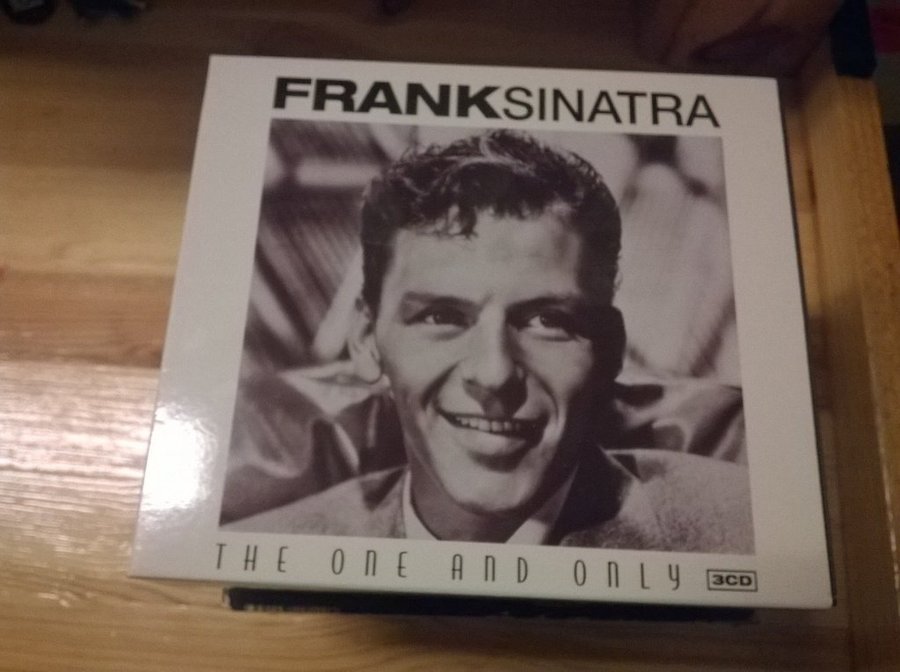 FRANKSINATRA
THE ONE AND ONLY
3CD